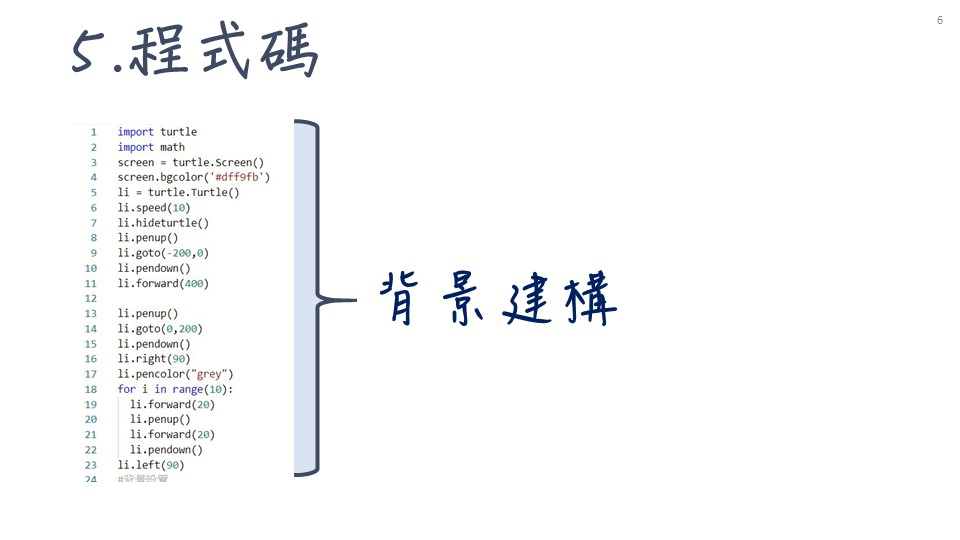 6
5.程式碼
1 import turtle
2 import math
3 screen = turtle.Screen()
4 screen.bgcolor('#dff9fb')
5 li = turtle.Turtle()
6 li.speed(10)
7 li.hideturtle()
8 li.penup()
9 li.goto(-200,0)
10 li.pendown()
11 li.forward(400)
12
13 li.penup()
14 li.goto(0,200)
15 li.pendown()
16 li.right(90)
17 li.pencolor("grey")
18 for i in range(10):
19 li.forward(20)
20 li.penup()
21 li.forward(20)
22 li.pendown()
23 li.left(90)
24 #背景設置
背景建構